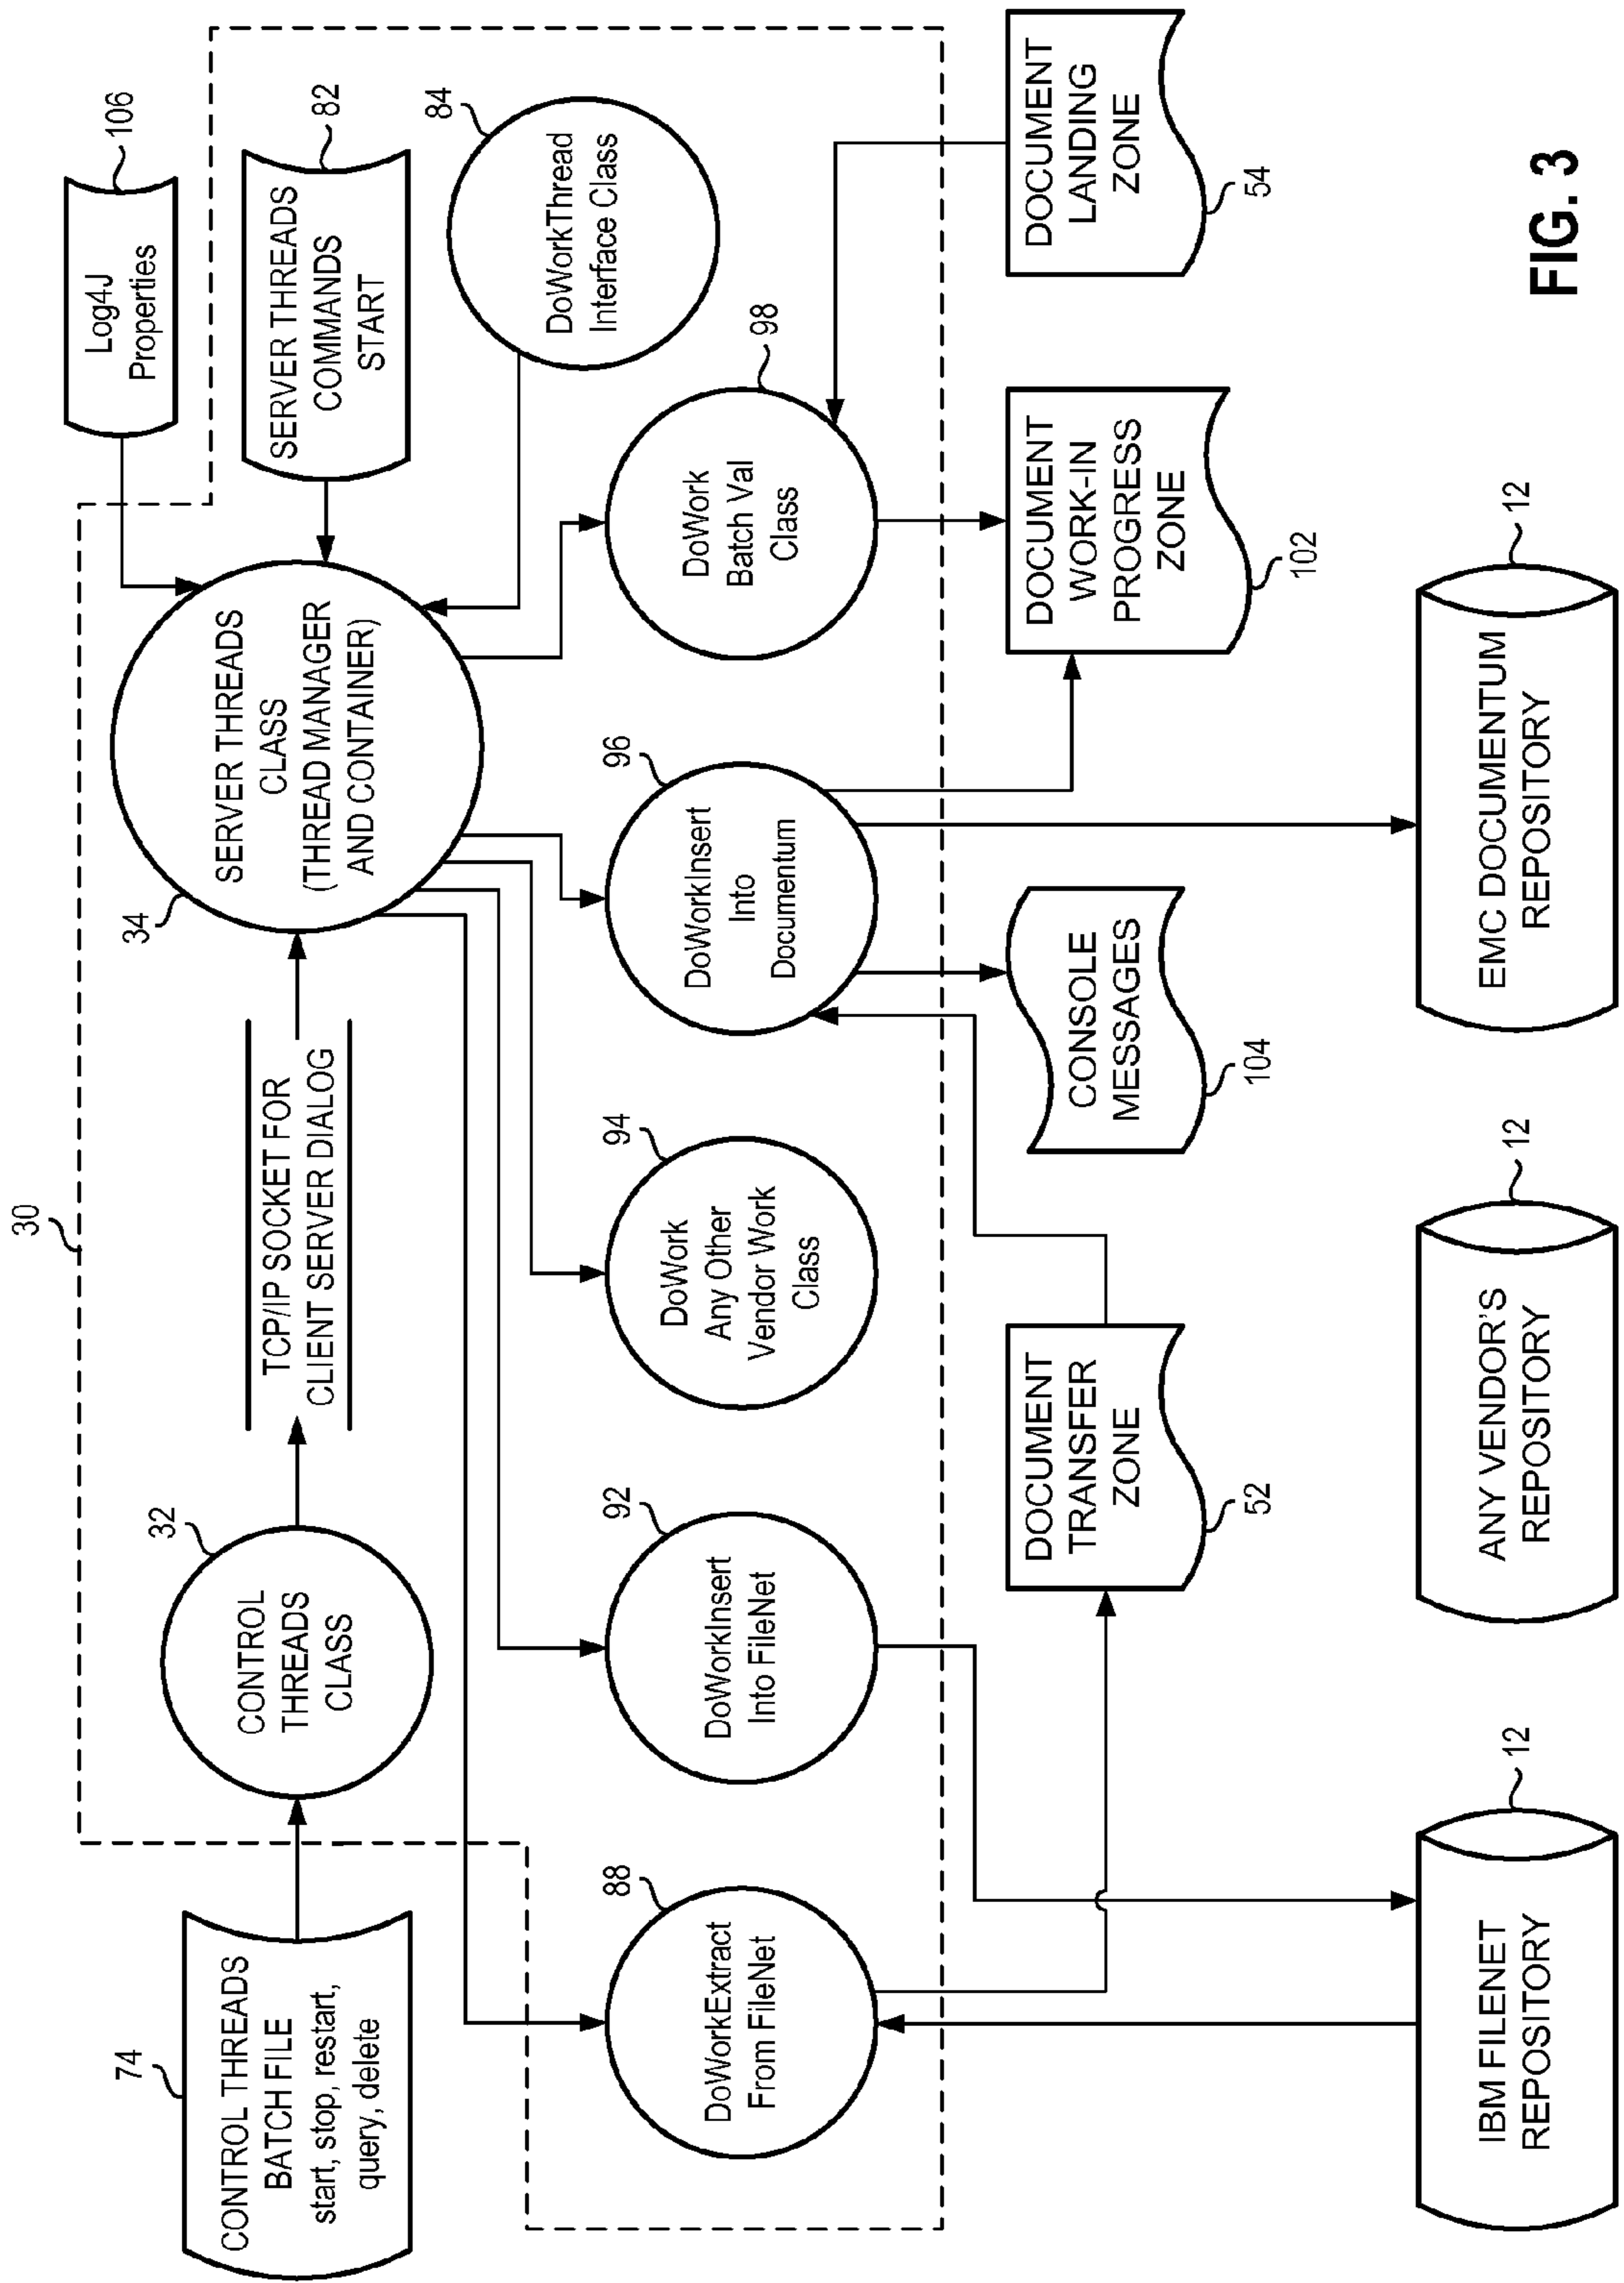 30
74
CONTROL THREADS
BATCH FILE
start, stop, restart,
query, delete
32
CONTROL
THREADS
CLASS
TCP/IP SOCKET FOR
CLIENT SERVER DIALOG
34
SERVER THREADS
CLASS
(THREAD MANAGER
AND CONTAINER)
Log4J
Properties
106
SERVER THREADS
COMMANDS
START
82
84
DoWorkThread
Interface Class
88
DoWorkExtract
From FileNet
92
DoWorkInsert
Into FileNet
94
DoWork
Any Other
Vendor Work
Class
96
DoWorkInsert
Into
Documentum
98
DoWork
Batch Val
Class
DOCUMENT
TRANSFER
ZONE
52
CONSOLE
MESSAGES
104
DOCUMENT
WORK-IN
PROGRESS
ZONE
102
DOCUMENT
LANDING
ZONE
54
IBM FILENET
REPOSITORY
12
ANY VENDOR'S
REPOSITORY
12
EMC DOCUMENTUM
REPOSITORY
12
FIG. 3